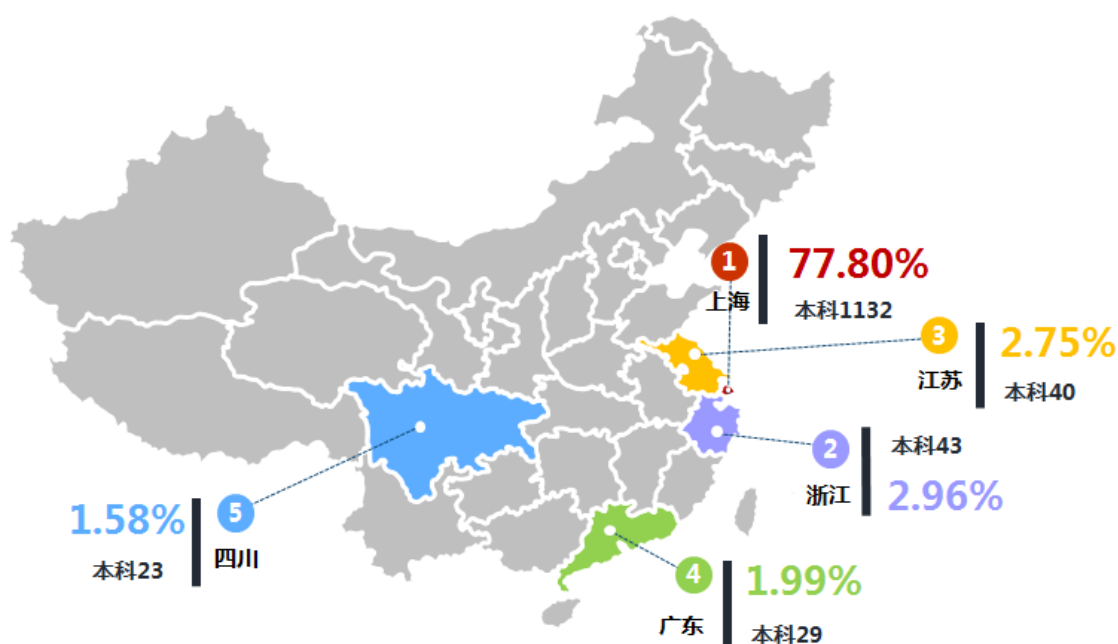 1
上海
77.80%
本科1132
3
江苏
2.75%
本科40
2
浙江
本科43
2.96%
1.58%
本科23
5
四川
4
广东
1.99%
本科29